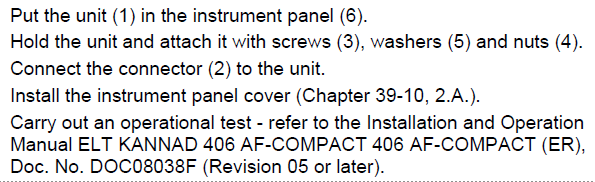 Put the unit (1) in the instrument panel (6).
Hold the unit and attach it with screws (3), washers (5) and nuts (4).
Connect the connector (2) to the unit.
Install the instrument panel cover (Chapter 39-10, 2.A.).
Carry out an operational test - refer to the Installation and Operation
Manual ELT KANNAD 406 AF-COMPACT 406 AF-COMPACT (ER),
Doc. No. DOC08038F (Revision 05 or later).